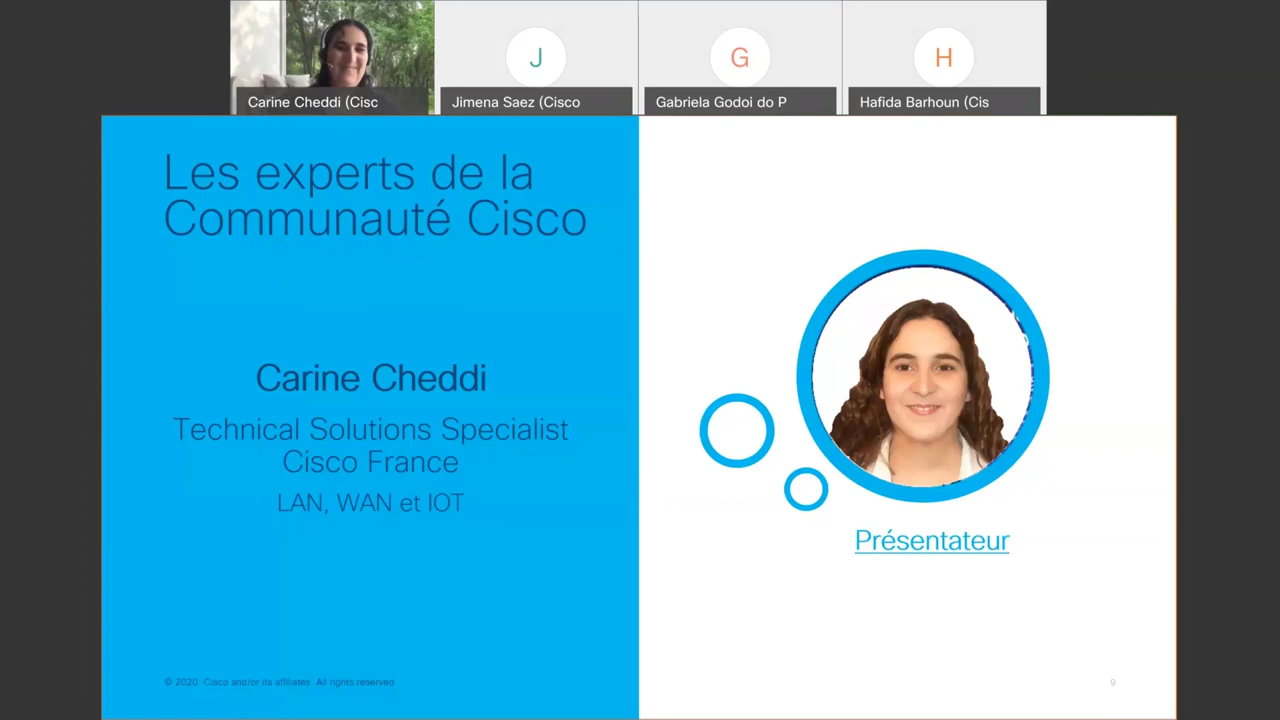 J
G
H
Carine Cheddi (Cisc
Jimena Saez (Cisco
Gabriela Godoi do P
Hafida Barhoun (Cis
Les experts de la
Communauté Cisco
Carine Cheddi
Technical Solutions Specialist
Cisco France
LAN, WAN et IOT
Présentateur
© 2020 Cisco and/or its affiliates. All rights reserved
9